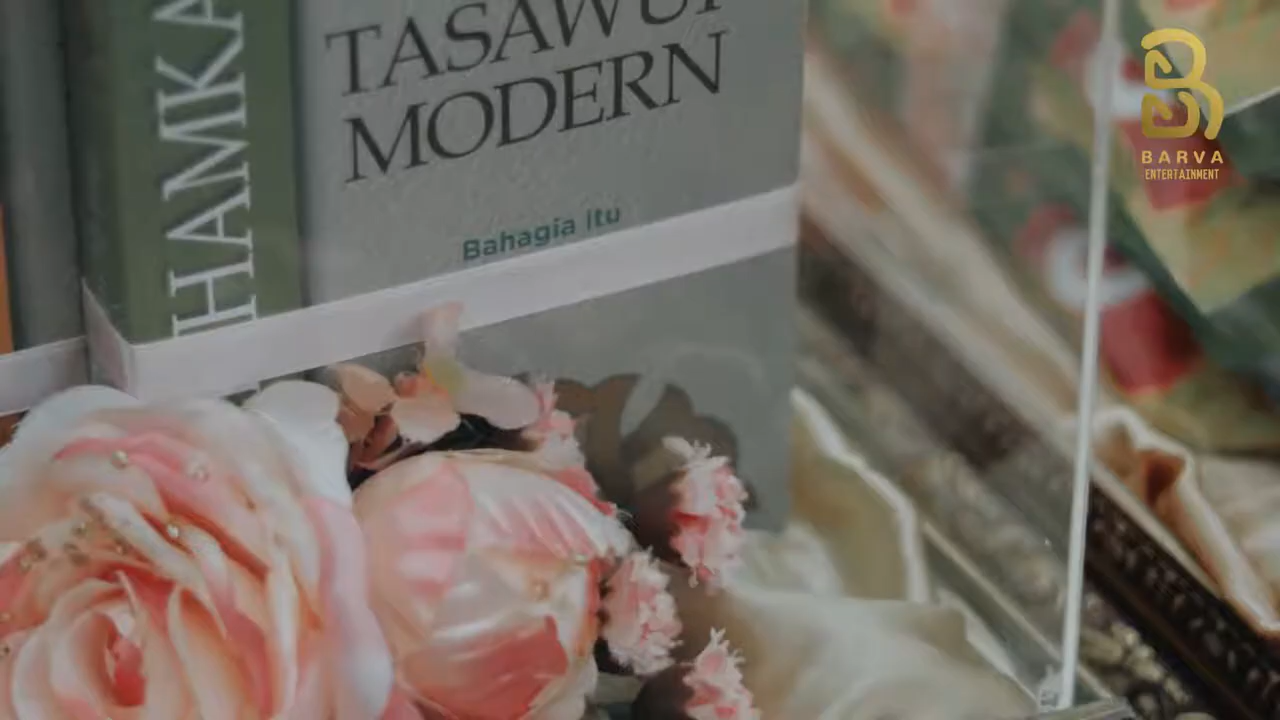 HAMKA
TASAWUF
MODERN
Bahagia itu
BARVA
ENTERTAINMENT